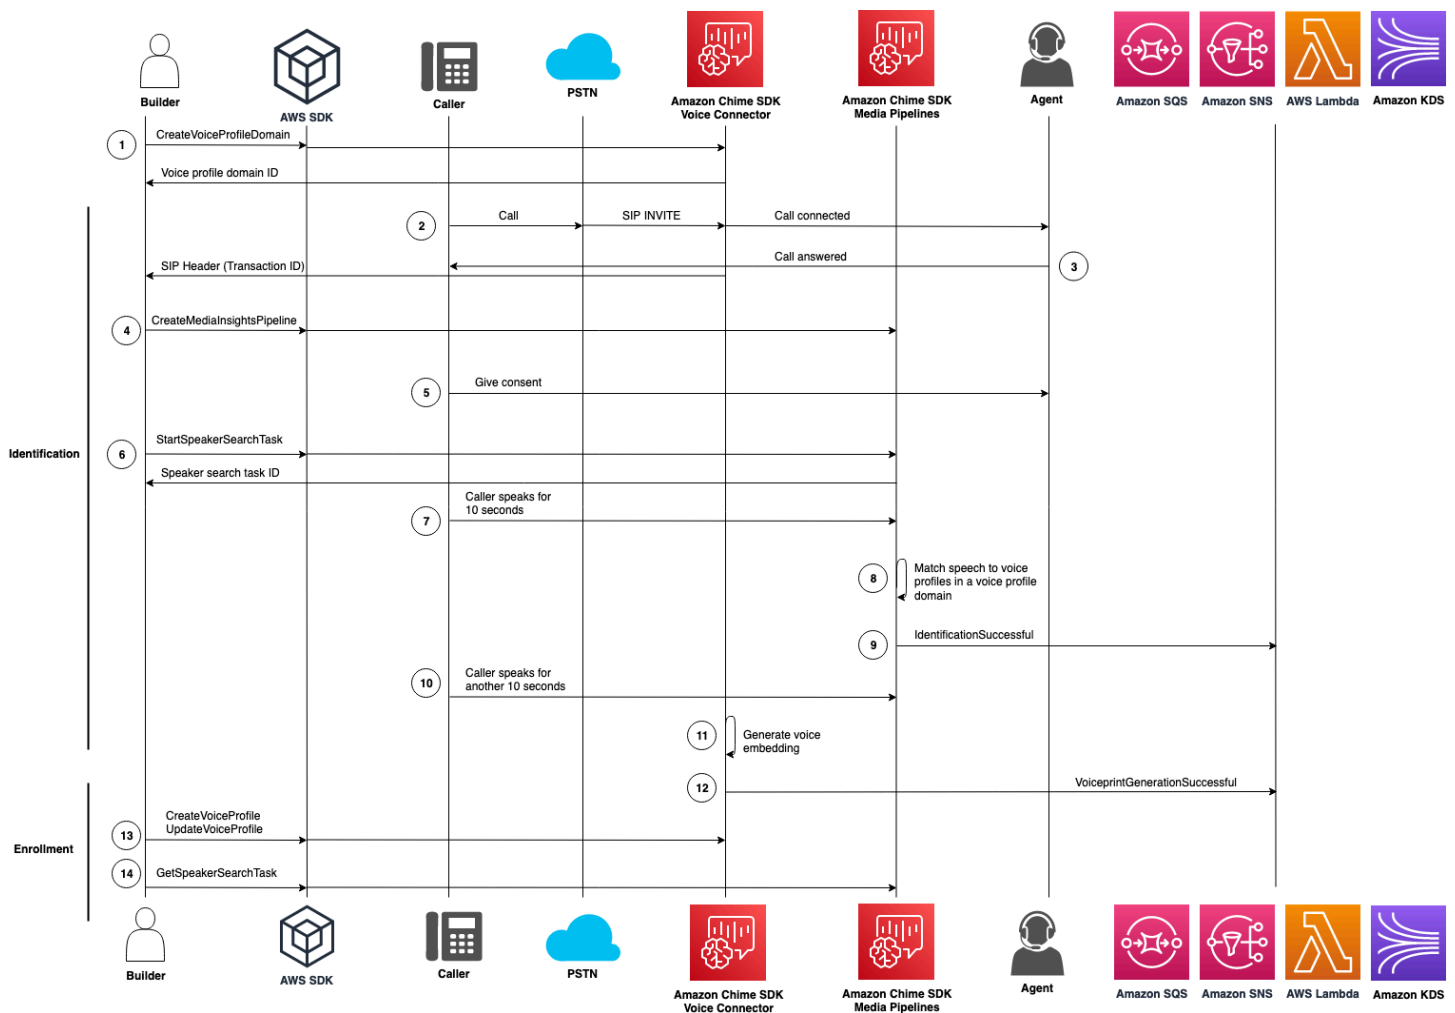 Builder
AWS SDK
Caller
PSTN
Amazon Chime SDK
Voice Connector
Amazon Chime SDK
Media Pipelines
Agent
Amazon SQS
Amazon SNS
AWS Lambda
Amazon KDS
1
CreateVoiceProfileDomain
Voice profile domain ID
2
Call
SIP INVITE
Call connected
Call answered
3
SIP Header (Transaction ID)
4
CreateMediaInsightsPipeline
5
Give consent
Identification
6
StartSpeakerSearchTask
Speaker search task ID
7
Caller speaks for
10 seconds
8
Match speech to voice
profiles in a voice profile
domain
9
IdentificationSuccessful
10
Caller speaks for
another 10 seconds
11
Generate voice
embedding
12
VoiceprintGenerationSuccessful
Enrollment
13
CreateVoiceProfile
UpdateVoiceProfile
14
GetSpeakerSearchTask
Builder
AWS SDK
Caller
PSTN
Amazon Chime SDK
Voice Connector
Amazon Chime SDK
Media Pipelines
Agent
Amazon SQS
Amazon SNS
AWS Lambda
Amazon KDS